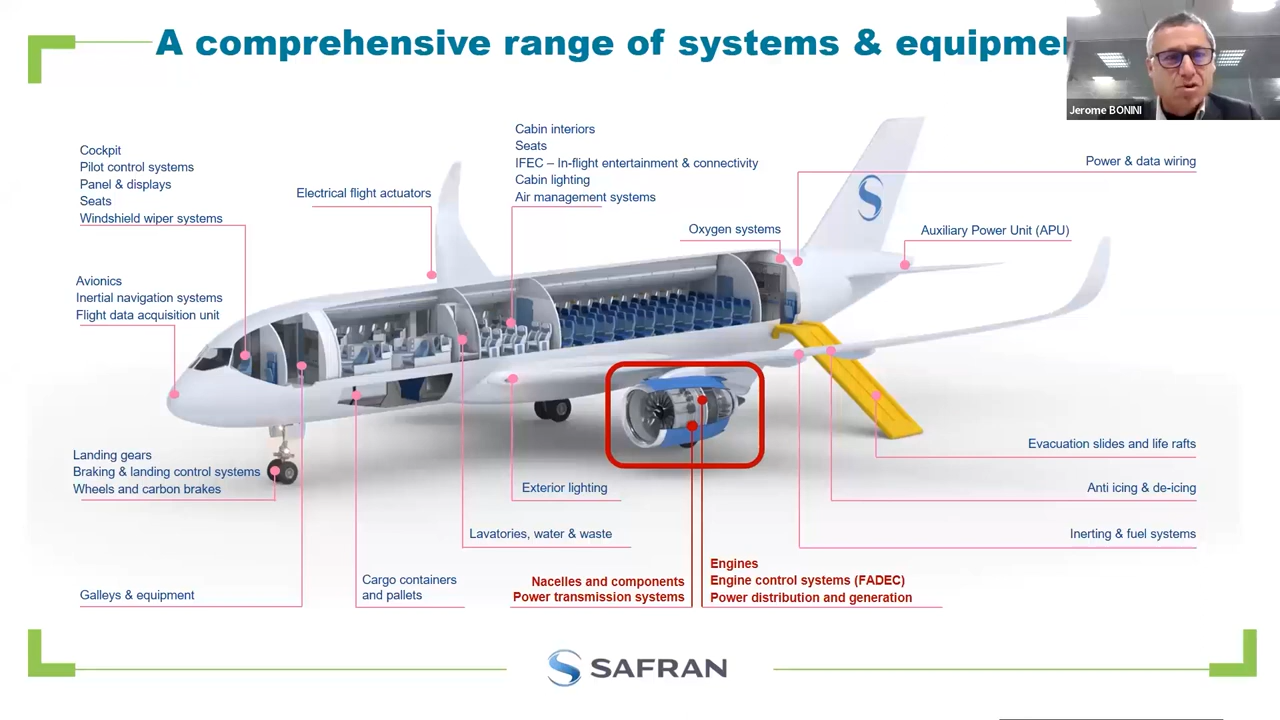 A comprehensive range of systems & equipme
Jerome BONINI
Cockpit
Pilot control systems
Panel & displays
Seats
Windshield wiper systems
Electrical flight actuators
Cabin interiors
Seats
IFEC – In-flight entertainment & connectivity
Cabin lighting
Air management systems
Power & data wiring
Oxygen systems
Auxiliary Power Unit (APU)
Avionics
Inertial navigation systems
Flight data acquisition unit
Landing gears
Braking & landing control systems
Wheels and carbon brakes
Exterior lighting
Evacuation slides and life rafts
Anti icing & de-icing
Lavatories, water & waste
Inerting & fuel systems
Galleys & equipment
Cargo containers
and pallets
Nacelles and components
Power transmission systems
Engines
Engine control systems (FADEC)
Power distribution and generation
SAFRAN